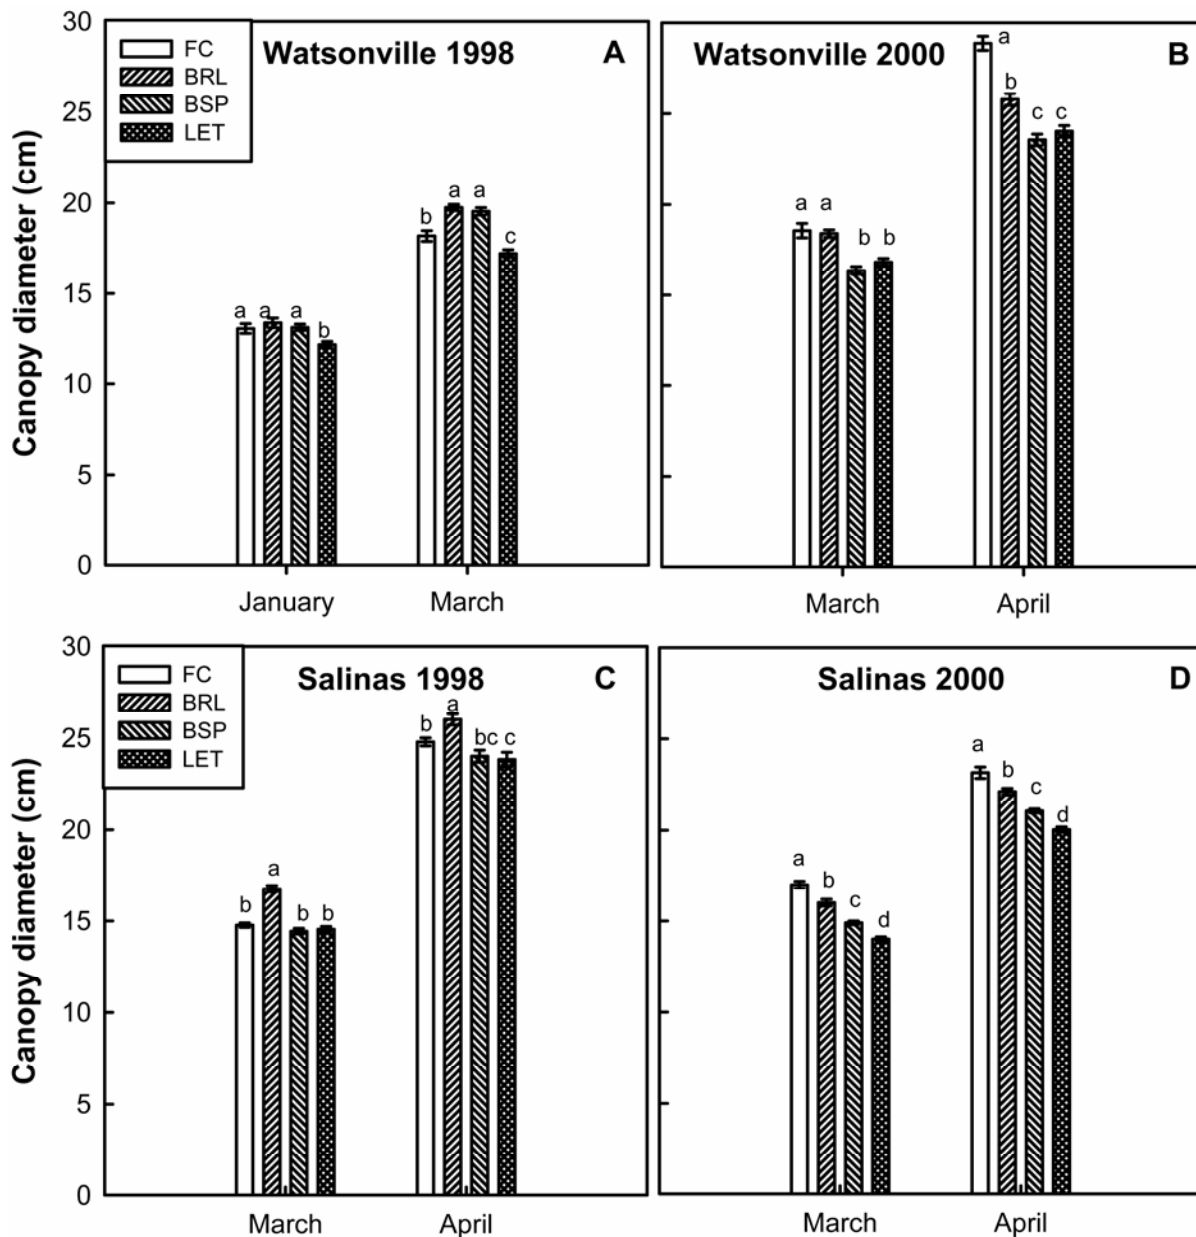 Canopy diameter (cm)
30
25
20
15
10
5
0
FC
BRL
BSP
LET
Watsonville 1998
A
a a a b
b a a c
January March
Watsonville 2000
B
a a b b
a b c c
March April
Canopy diameter (cm)
30
25
20
15
10
5
0
FC
BRL
BSP
LET
Salinas 1998
C
b a b b
b a bc c
March April
Salinas 2000
D
a b c d
a b c d
March April